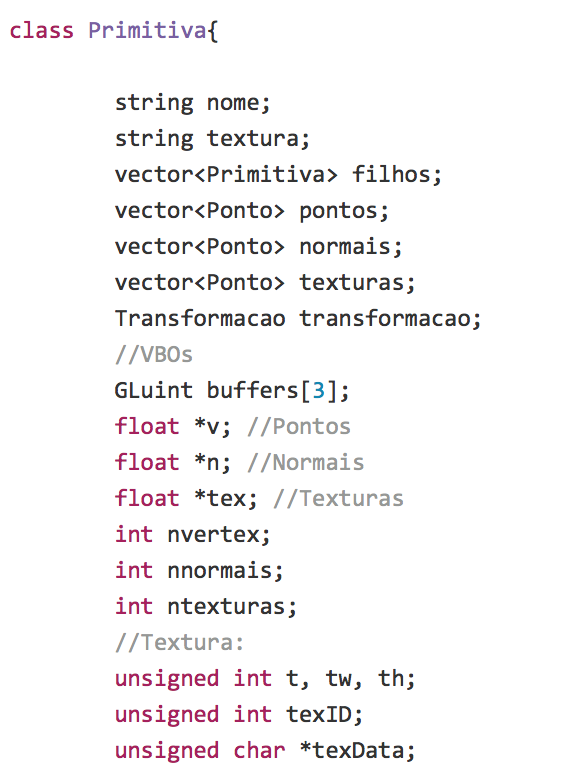 class Primitiva{
string nome;
string textura;
vector<Primitiva> filhos;
vector<Ponto> pontos;
vector<Ponto> normais;
vector<Ponto> texturas;
Transformacao transformacao;
//VBOs
GLuint buffers[3];
float *v; //Pontos
float *n; //Normais
float *tex; //Texturas
int nvertex;
int nnormais;
int ntexturas;
//Textura:
unsigned int t, tw, th;
unsigned int texID;
unsigned char *texData;